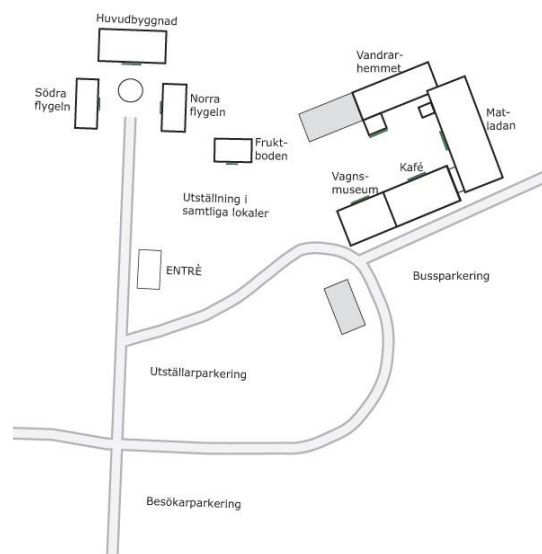 Huvudbyggnad
Södra
flygeln
Norra
flygeln
Frukt-
boden
Vandrar-
hemmet
Mat-
ladan
Kafé
Vagns-
museum
Utställning i
samtliga lokaler
ENTRÈ
Bussparkering
Utställarparkering
Besökarparkering